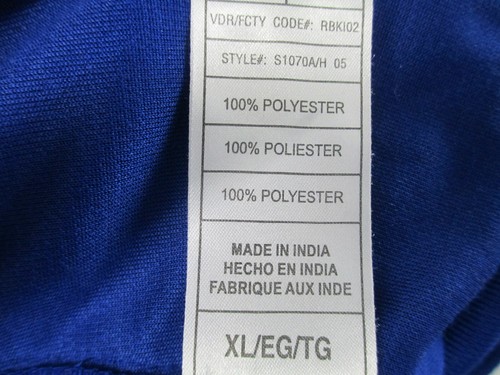 VDR/FCTY CODE#: RBKI02
STYLE#: S1070A/H 05
100% POLYESTER
100% POLIESTER
100% POLYESTER
MADE IN INDIA
HECHO EN INDIA
FABRIQUE AUX INDE
XL/EG/TG